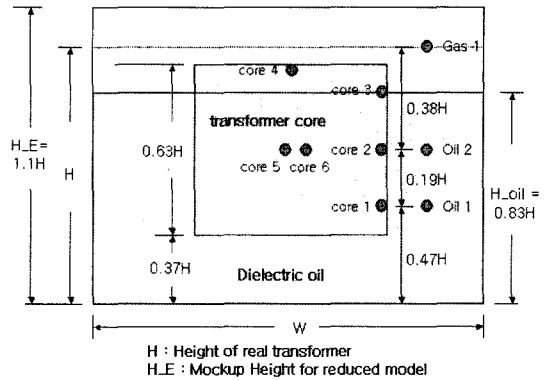 Gas 1
core 4
core 3
0.38H
transformer core
H_E=
1.1H
H
0.63H
core 5 core 6
core 2
Oil 2
0.19H
H_oil =
0.83H
core 1
Oil 1
0.37H
0.47H
Dielectric oil
W
H : Height of real transformer
H_E : Mockup Height for reduced model